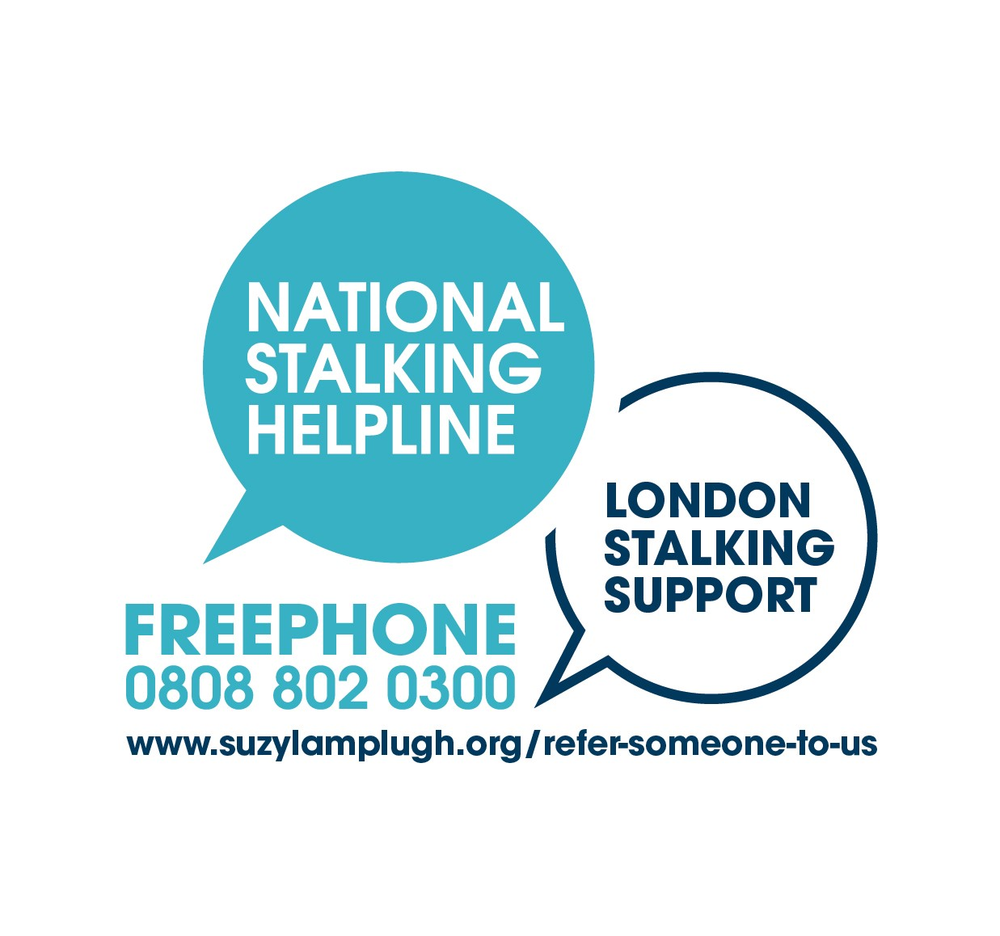 NATIONAL
STALKING
HELPLINE
LONDON
STALKING
SUPPORT
FREEPHONE
0808 802 0300
www.suzylamplugh.org/refer-someone-to-us